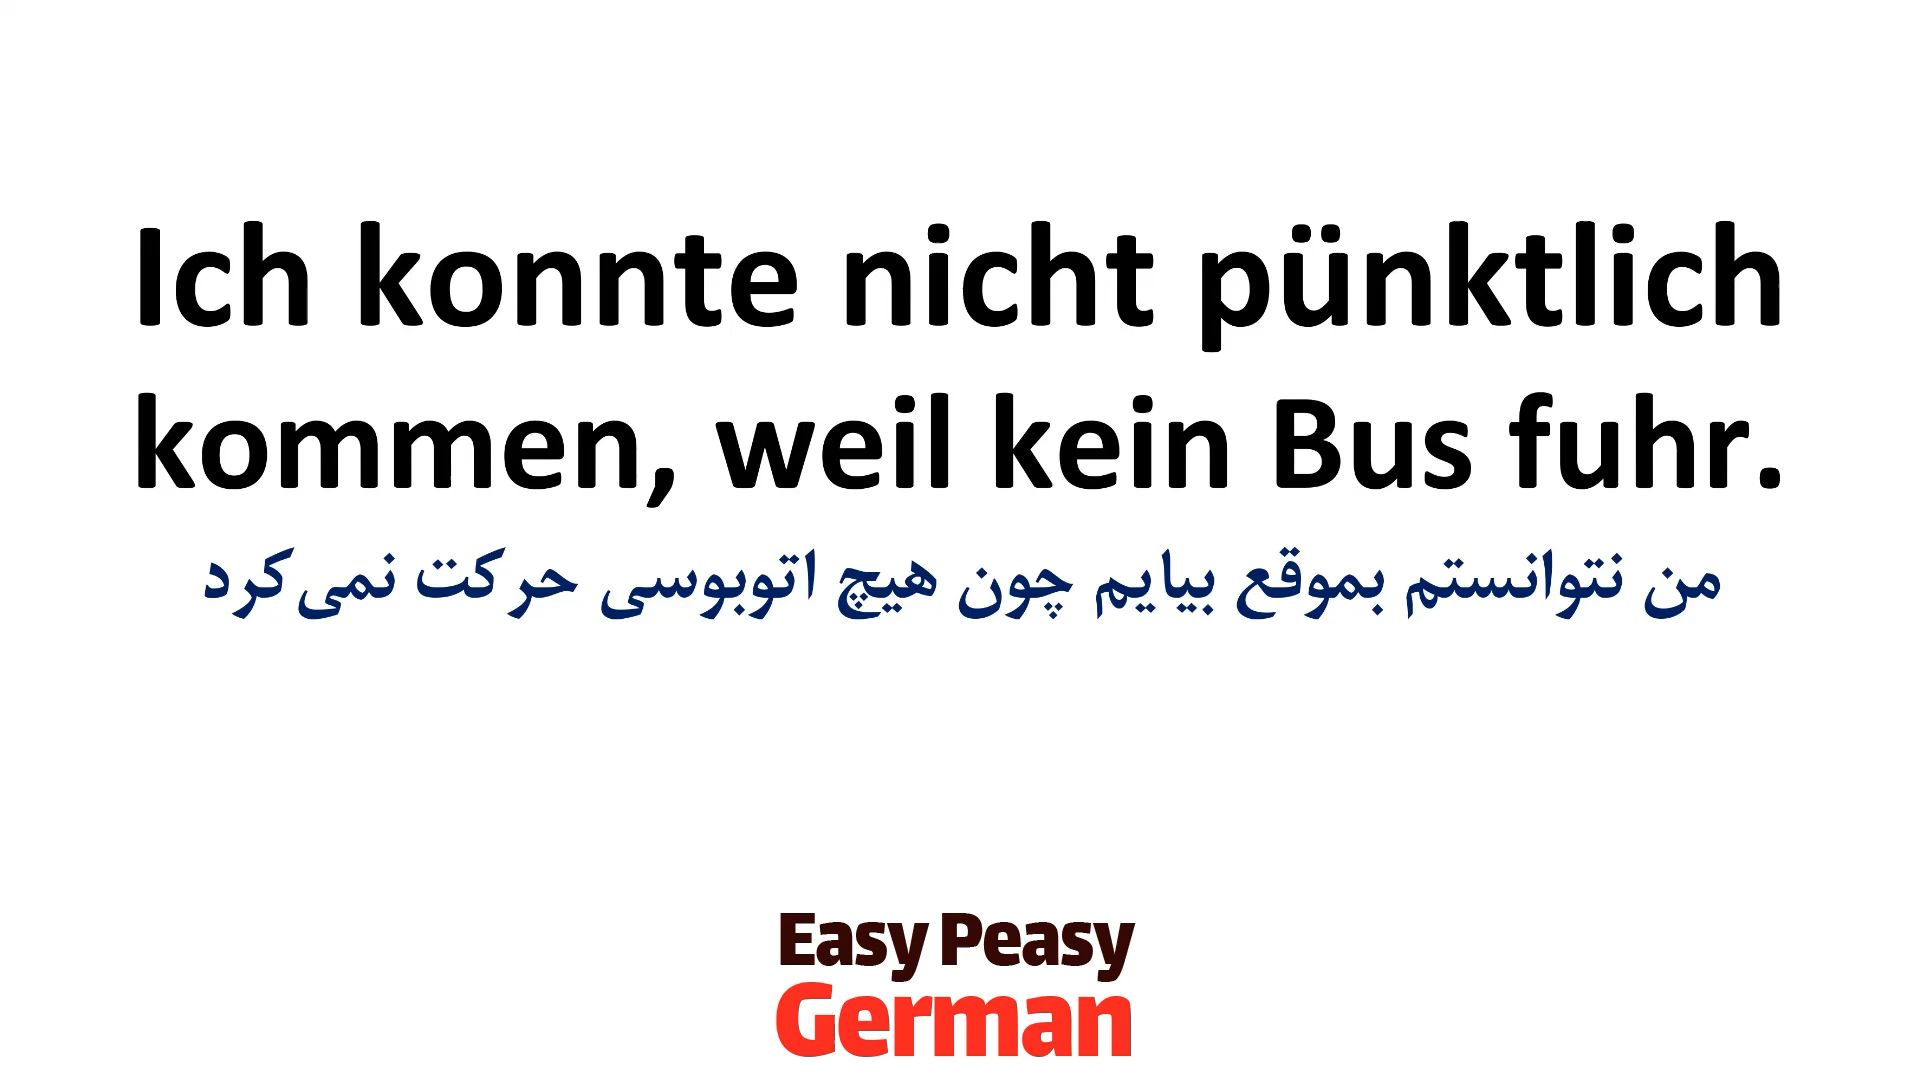 Ich konnte nicht pünktlich
kommen, weil kein Bus fuhr.
من نتوانستم بموقع بیایم چون هیچ اتوبوسی حرکت نمی‌کرد
Easy Peasy
German